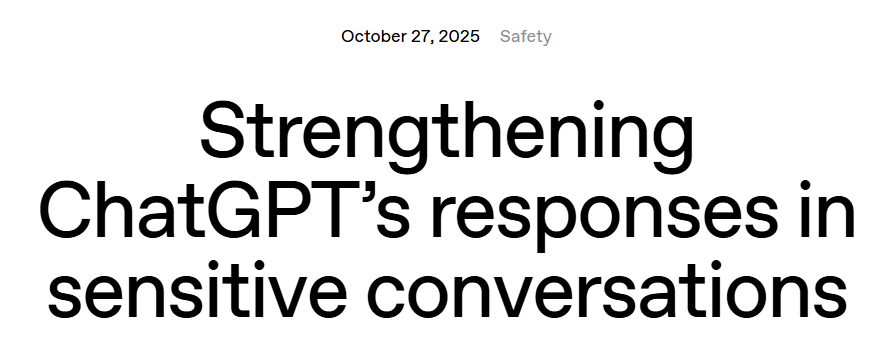 October 27, 2025 Safety
Strengthening
ChatGPT’s responses in
sensitive conversations